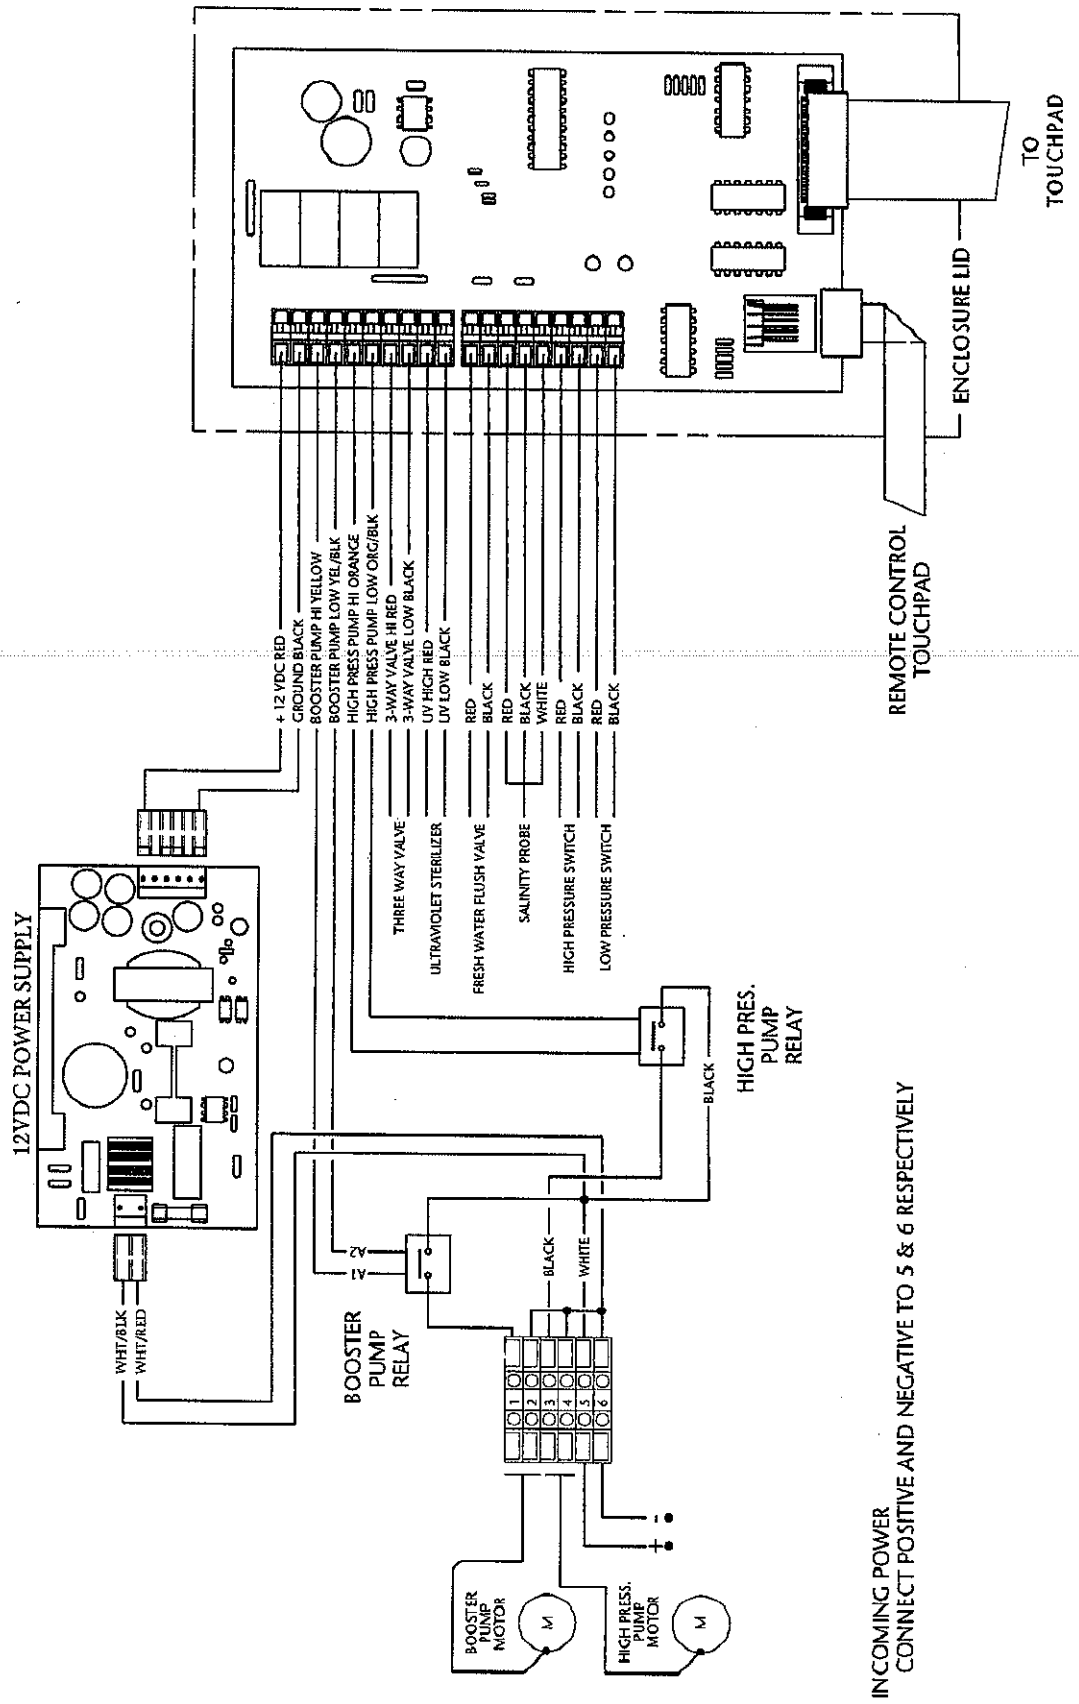 12VDC POWER SUPPLY
WHT/BLK
WHT/RED
+ 12 VDC RED
GROUND BLACK
BOOSTER PUMP HI YELLOW
BOOSTER PUMP LOW YEL/BLK
HIGH PRESS PUMP HI ORANGE
HIGH PRESS PUMP LOW ORG/BLK
3-WAY VALVE HI RED
3-WAY VALVE LOW BLACK
UV HIGH RED
UV LOW BLACK
RED
BLACK
RED
BLACK
WHITE
RED
BLACK
RED
BLACK
THREE WAY VALVE
ULTRAVIOLET STERILIZER
FRESH WATER FLUSH VALVE
SALINITY PROBE
HIGH PRESSURE SWITCH
LOW PRESSURE SWITCH
ENCLOSURE LID
TO
TOUCHPAD
REMOTE CONTROL
TOUCHPAD
A1
A2
BOOSTER
PUMP
RELAY
BLACK
WHITE
BLACK
HIGH PRES.
PUMP
RELAY
1
2
3
4
5
6
+
-
BOOSTER
PUMP
MOTOR
M
HIGH PRESS.
PUMP
MOTOR
M
INCOMING POWER
CONNECT POSITIVE AND NEGATIVE TO 5 & 6 RESPECTIVELY